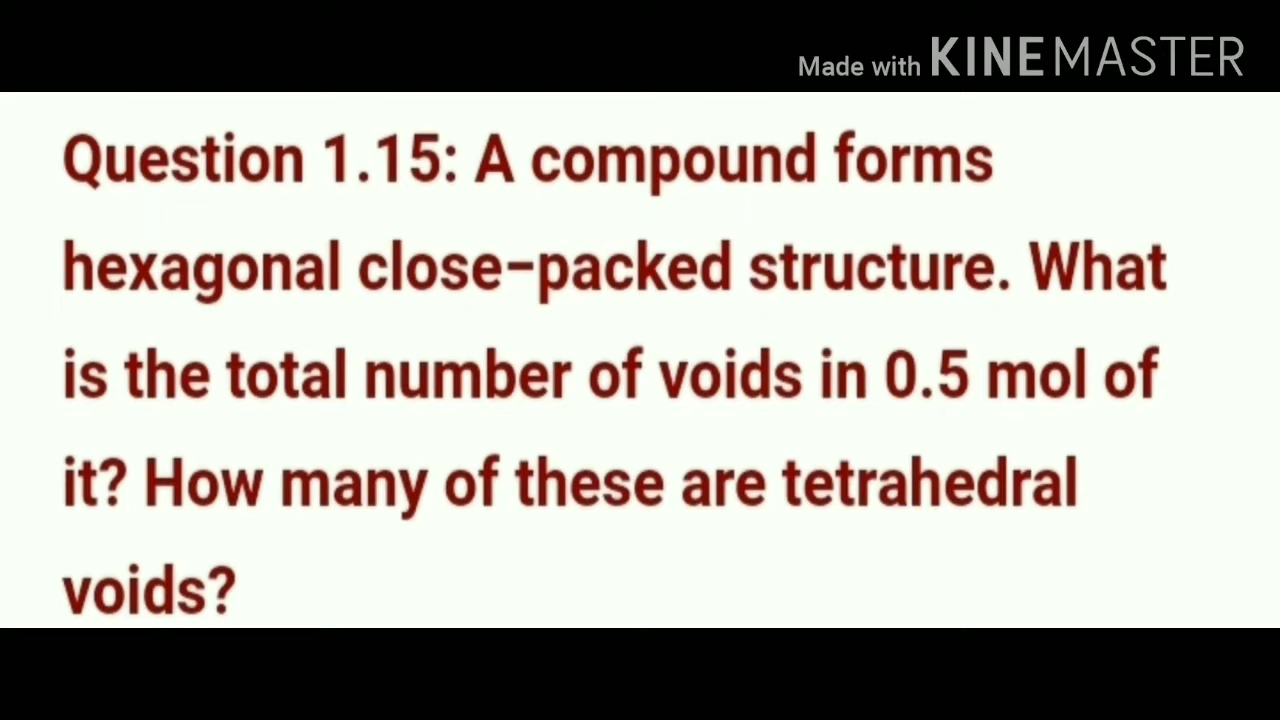 Made with KINEMASTER
Question 1.15: A compound forms
hexagonal close-packed structure. What
is the total number of voids in 0.5 mol of
it? How many of these are tetrahedral
voids?